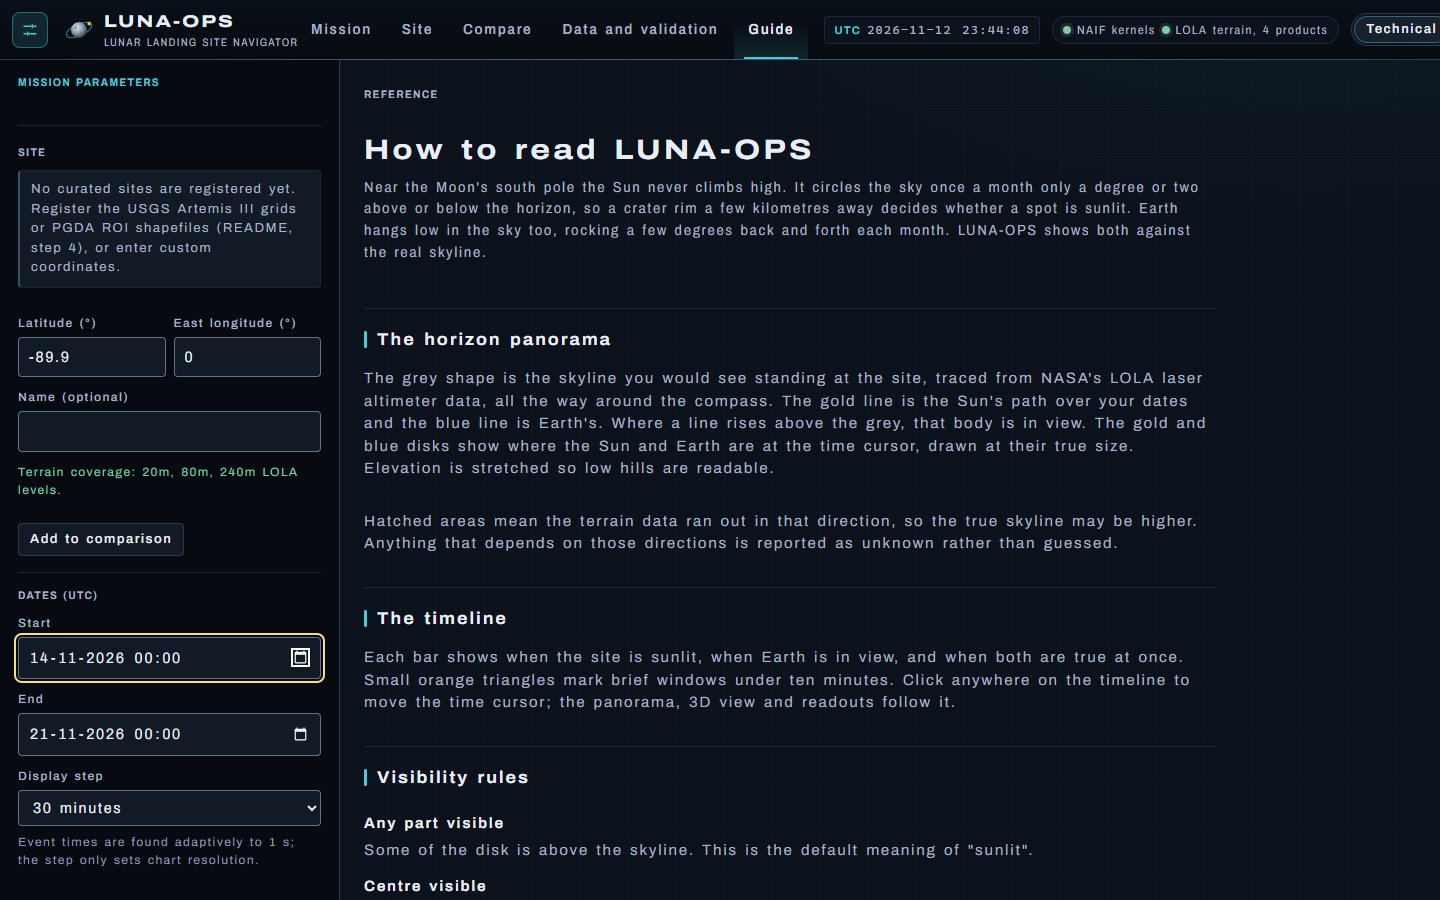 LUNA-OPS
LUNAR LANDING SITE NAVIGATOR
Mission
Site
Compare
Data and validation
Guide
UTC 2026-11-12 23:44:08
NAIF kernels
LOLA terrain, 4 products
Technical
MISSION PARAMETERS
SITE
No curated sites are registered yet.
Register the USGS Artemis III grids
or PGDA ROI shapefiles (README,
step 4), or enter custom
coordinates.
Latitude (°)
East longitude (°)
-89.9
0
Name (optional)
Terrain coverage: 20m, 80m, 240m LOLA
levels.
Add to comparison
DATES (UTC)
Start
14-11-2026 00:00
End
21-11-2026 00:00
Display step
30 minutes
Event times are found adaptively to 1 s;
the step only sets chart resolution.
REFERENCE
How to read LUNA-OPS
Near the Moon's south pole the Sun never climbs high. It circles the sky once a month only a degree or two
above or below the horizon, so a crater rim a few kilometres away decides whether a spot is sunlit. Earth
hangs low in the sky too, rocking a few degrees back and forth each month. LUNA-OPS shows both against
the real skyline.
The horizon panorama
The grey shape is the skyline you would see standing at the site, traced from NASA's LOLA laser
altimeter data, all the way around the compass. The gold line is the Sun's path over your dates
and the blue line is Earth's. Where a line rises above the grey, that body is in view. The gold and
blue disks show where the Sun and Earth are at the time cursor, drawn at their true size.
Elevation is stretched so low hills are readable.
Hatched areas mean the terrain data ran out in that direction, so the true skyline may be higher.
Anything that depends on those directions is reported as unknown rather than guessed.
The timeline
Each bar shows when the site is sunlit, when Earth is in view, and when both are true at once.
Small orange triangles mark brief windows under ten minutes. Click anywhere on the timeline to
move the time cursor; the panorama, 3D view and readouts follow it.
Visibility rules
Any part visible
Some of the disk is above the skyline. This is the default meaning of "sunlit".
Centre visible